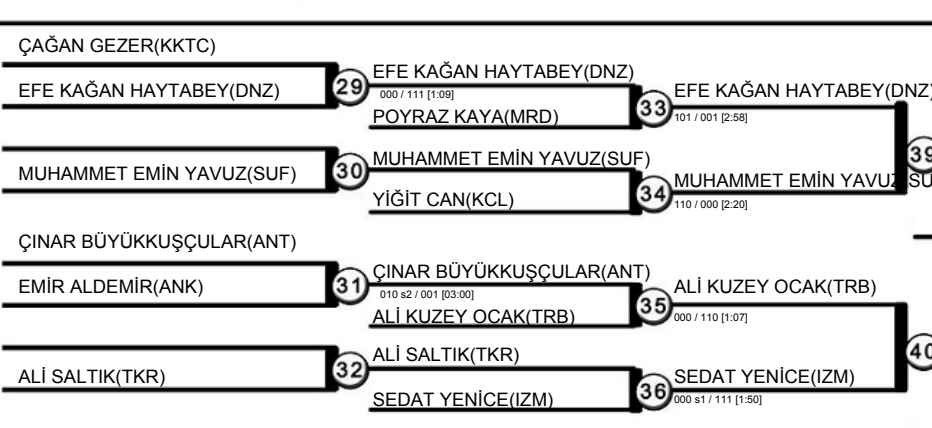 ÇAĞAN GEZER(KKTC)
EFE KAĞAN HAYTABEY(DNZ)
29
EFE KAĞAN HAYTABEY(DNZ)
000 / 111 [1:09]
POYRAZ KAYA(MRD)
33
EFE KAĞAN HAYTABEY(DNZ)
101 / 001 [2:58]
39
MUHAMMET EMİN YAVUZ(SUF)
30
MUHAMMET EMİN YAVUZ(SUF)
YİĞİT CAN(KCL)
34
MUHAMMET EMİN YAVUZ(SU
110 / 000 [2:20]
ÇINAR BÜYÜKKUŞÇULAR(ANT)
EMİR ALDEMİR(ANK)
31
ÇINAR BÜYÜKKUŞÇULAR(ANT)
010 s2 / 001 [03:00]
ALİ KUZEY OCAK(TRB)
35
ALİ KUZEY OCAK(TRB)
000 / 110 [1:07]
40
ALİ SALTIK(TKR)
32
ALİ SALTIK(TKR)
SEDAT YENİCE(IZM)
36
SEDAT YENİCE(IZM)
000 s1 / 111 [1:50]